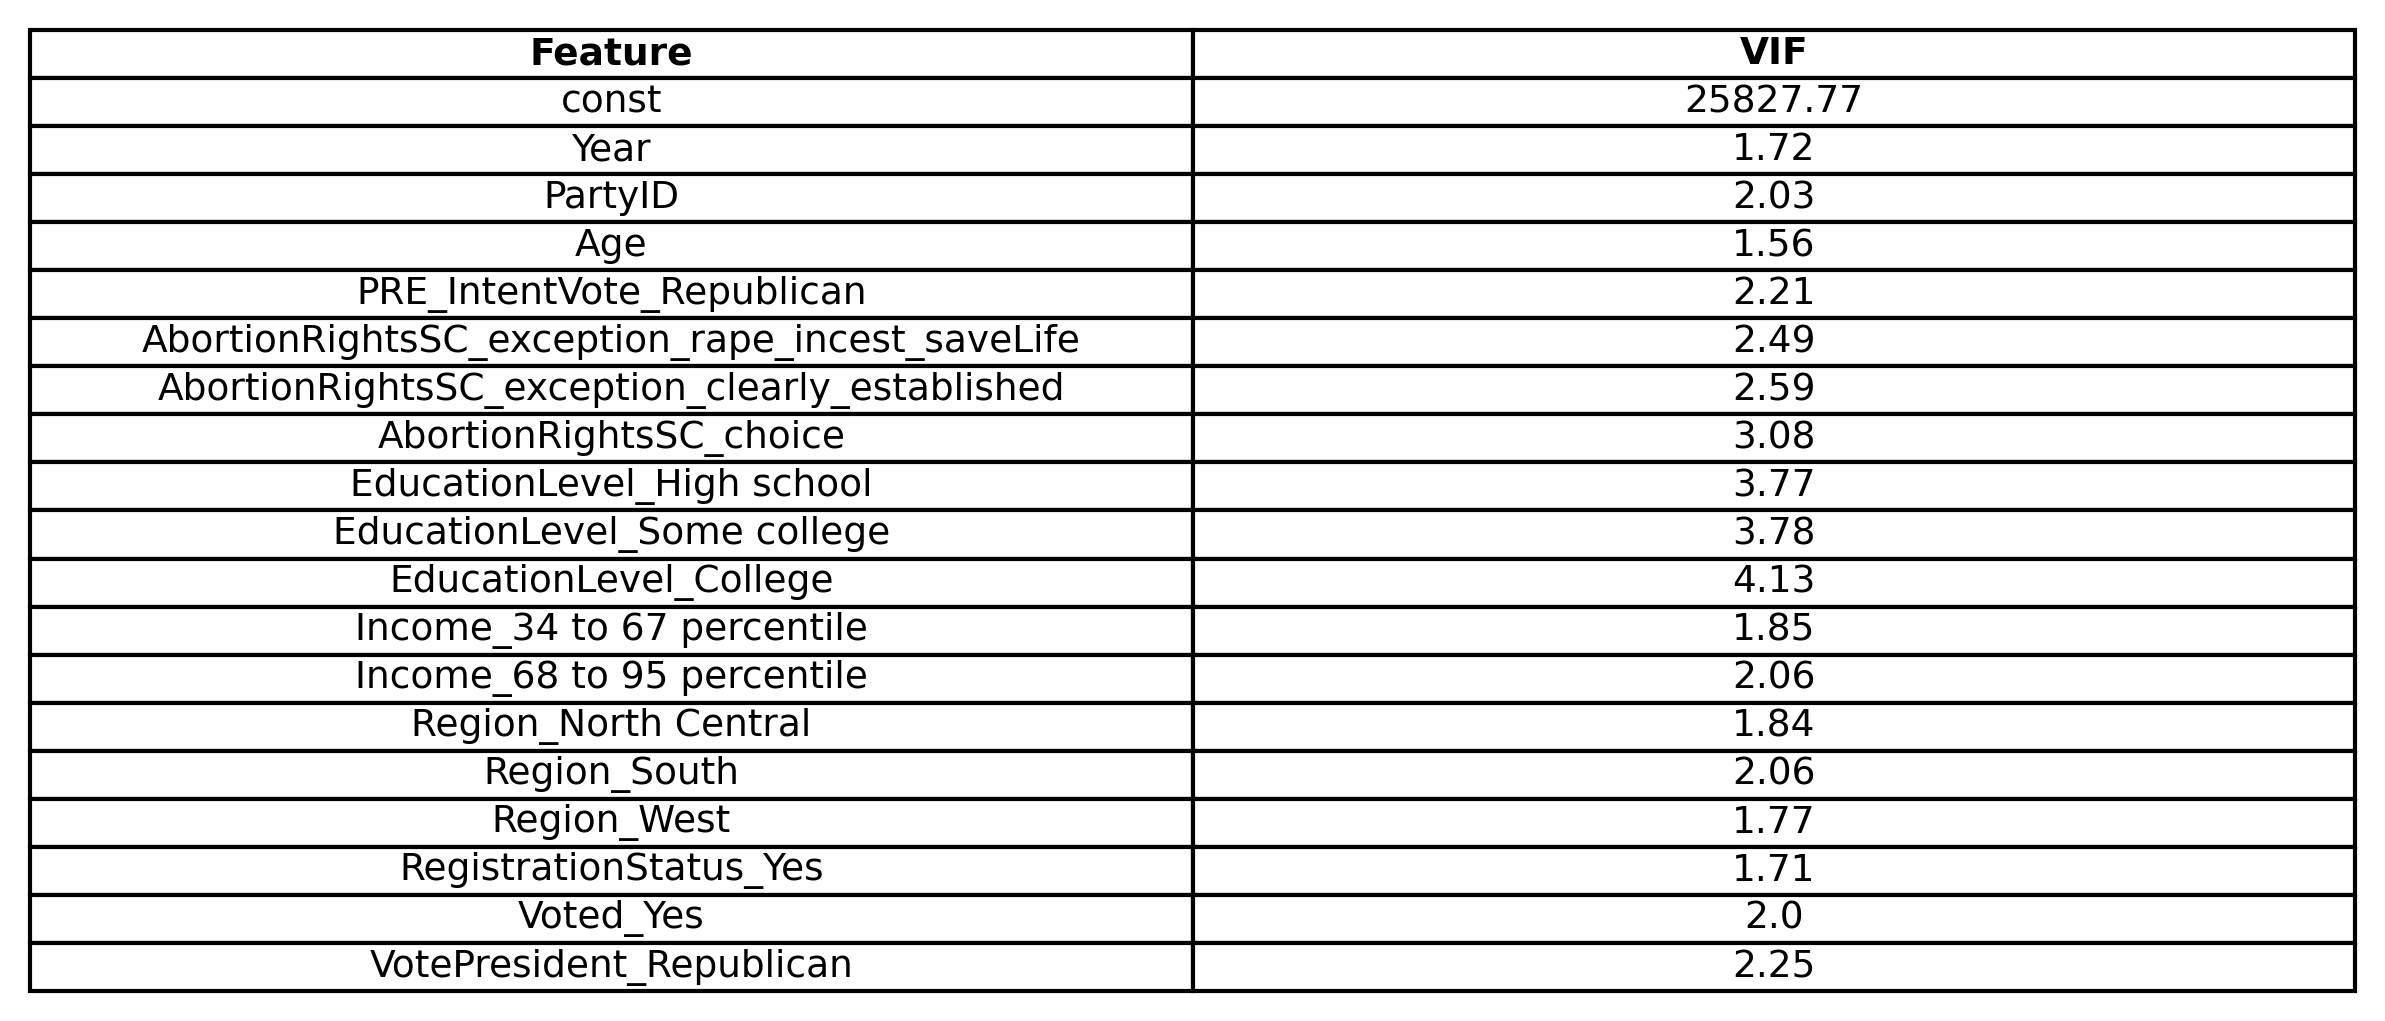 Feature VIF
const 25827.77
Year 1.72
PartyID 2.03
Age 1.56
PRE_IntentVote_Republican 2.21
AbortionRightsSC_exception_rape_incest_saveLife 2.49
AbortionRightsSC_exception_clearly_established 2.59
AbortionRightsSC_choice 3.08
EducationLevel_High school 3.77
EducationLevel_Some college 3.78
EducationLevel_College 4.13
Income_34 to 67 percentile 1.85
Income_68 to 95 percentile 2.06
Region_North Central 1.84
Region_South 2.06
Region_West 1.77
RegistrationStatus_Yes 1.71
Voted_Yes 2.0
VotePresident_Republican 2.25